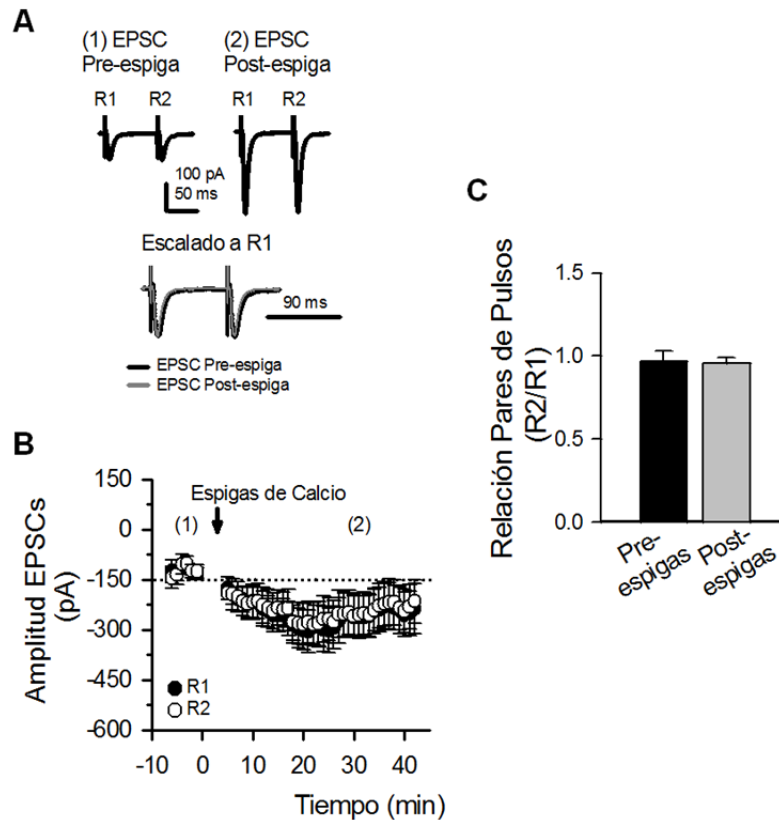 A
(1) EPSC
Pre-espiga
(2) EPSC
Post-espiga
R1
R2
R1
R2
100 pA
50 ms
Escalado a R1
90 ms
EPSC Pre-espiga
EPSC Post-espiga
B
Espigas de Calcio
(1)
(2)
Amplitud EPSCs
(pA)
150
0
-150
-300
-450
-600
R1
R2
-10
0
10
20
30
40
Tiempo (min)
C
Relación Pares de Pulsos
(R2/R1)
1.5
1.0
0.5
0.0
Pre-
espigas
Post-
espigas